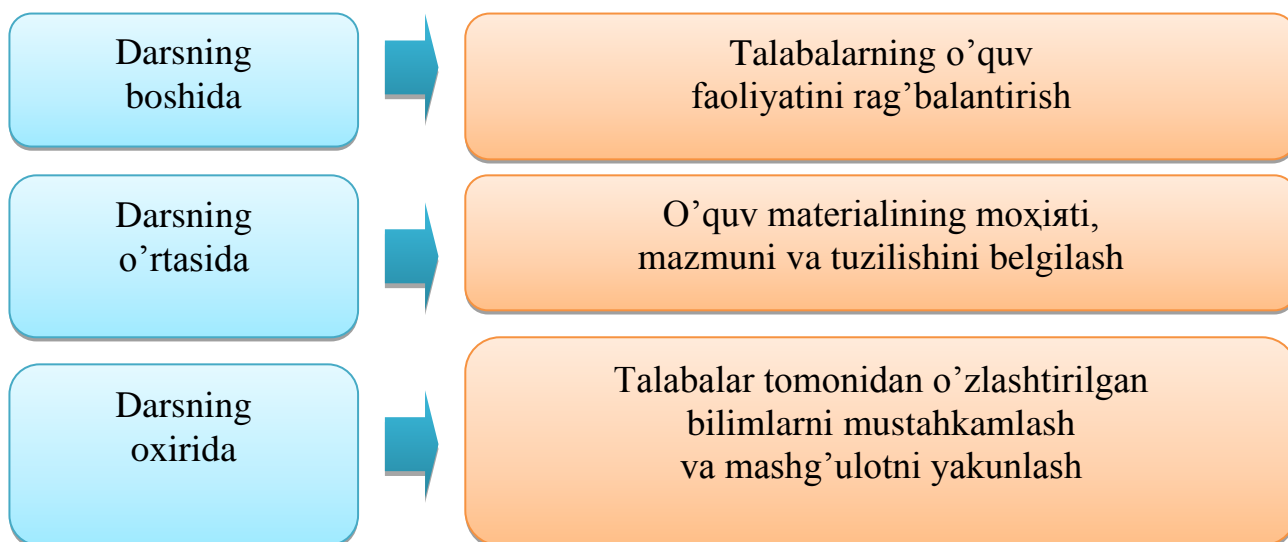 Darsning
boshida
Talabalarning o’quv
faoliyatini rag’balantirish
Darsning
o’rtasida
O’quv materialining moҳiяti,
mazmuni va tuzilishini belgilash
Darsning
oxirida
Talabalar tomonidan o’zlashtirilgan
bilimlarni mustahkamlash
va mashg’ulotni yakunlash